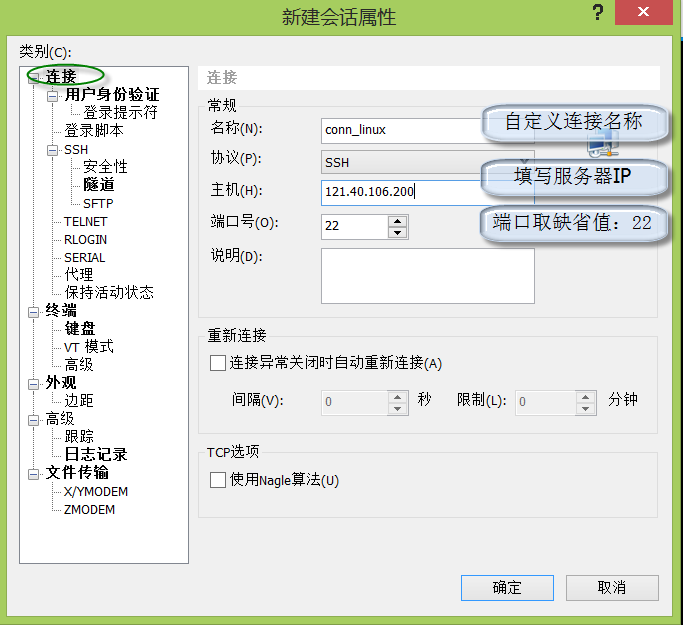 新建会话属性
?
类别(C):
连接
用户身份验证
登录提示符
登录脚本
SSH
安全性
隧道
SFTP
TELNET
RLOGIN
SERIAL
代理
保持活动状态
终端
键盘
VT 模式
高级
外观
边距
高级
跟踪
日志记录
文件传输
X/YMODEM
ZMODEM
连接
常规
名称(N): conn_linux 自定义连接名称
协议(P): SSH
主机(H): 121.40.106.200 填写服务器IP
端口号(O): 22 端口取缺省值：22
说明(D):
重新连接
连接异常关闭时自动重新连接(A)
间隔(V): 0 秒 限制(L): 0 分钟
TCP选项
使用Nagle算法(U)
确定 取消